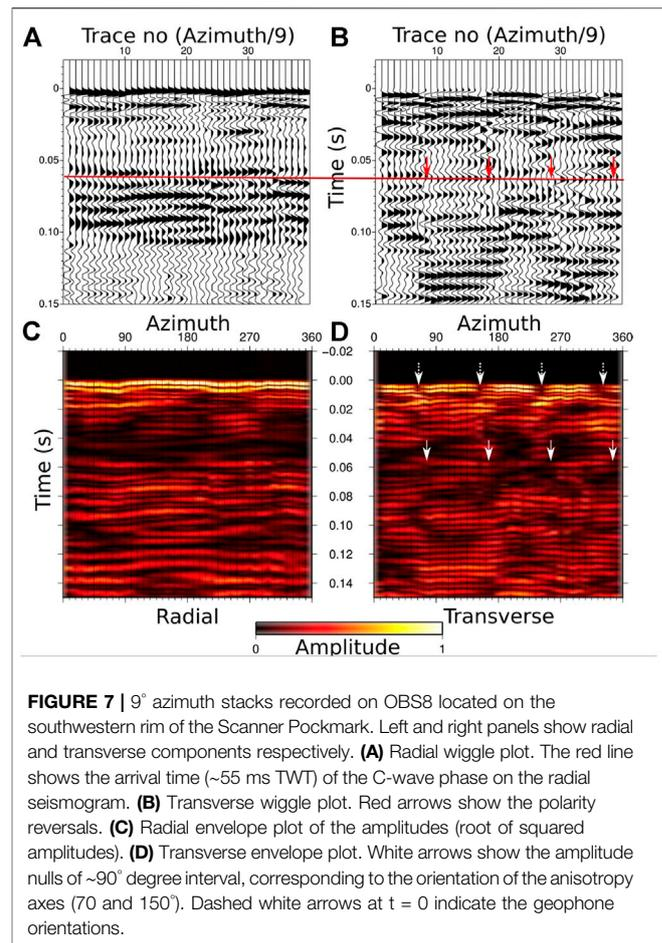 A Trace no (Azimuth/9) B Trace no (Azimuth/9)
10 20 30 10 20 30
0 0
0.05 0.05
Time (s)
0.10 0.10
0.15 0.15
C Azimuth D Azimuth
0 90 180 270 360 0 90 180 270 360
−0.02
0.00
0.02
0.04
Time (s)
0.06
0.08
0.10
0.12
0.14
Radial Transverse
0 1
Amplitude
FIGURE 7 | 9° azimuth stacks recorded on OBS8 located on the
southwestern rim of the Scanner Pockmark. Left and right panels show radial
and transverse components respectively. (A) Radial wiggle plot. The red line
shows the arrival time (~55 ms TWT) of the C-wave phase on the radial
seismogram. (B) Transverse wiggle plot. Red arrows show the polarity
reversals. (C) Radial envelope plot of the amplitudes (root of squared
amplitudes). (D) Transverse envelope plot. White arrows show the amplitude
nulls of ~90° degree interval, corresponding to the orientation of the anisotropy
axes (70 and 150°). Dashed white arrows at t = 0 indicate the geophone
orientations.